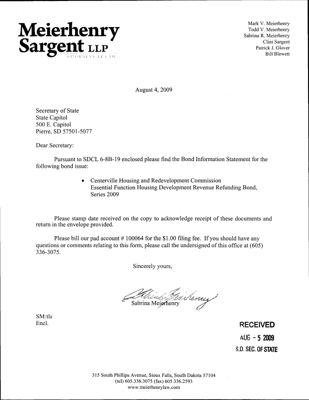 Meierhenry
Sargent LLP
ATTORNEYS AT LAW
Mark V. Meierhenry
Todd V. Meierhenry
Sabrina R. Meierhenry
Clint Sargent
Patrick J. Glover
Bill Blewett
August 4, 2009
Secretary of State
State Capitol
500 E. Capitol
Pierre, SD 57501-5077
Dear Secretary:
Pursuant to SDCL 6-8B-19 enclosed please find the Bond Information Statement for the
following bond issue:
• Centerville Housing and Redevelopment Commission
Essential Function Housing Development Revenue Refunding Bond,
Series 2009
Please stamp date received on the copy to acknowledge receipt of these documents and
return in the envelope provided.
Please bill our pad account # 100064 for the $1.00 filing fee. If you should have any
questions or comments relating to this form, please call the undersigned of this office at (605)
336-3075.
Sincerely yours,
Sabrina Meierhenry
SM:tls
Encl.
RECEIVED
AUG - 5 2009
S.D. SEC. OF STATE
315 South Phillips Avenue, Sioux Falls, South Dakota 57104
(tel) 605.336.3075 (fax) 605.336.2593
www.meierhenrylaw.com